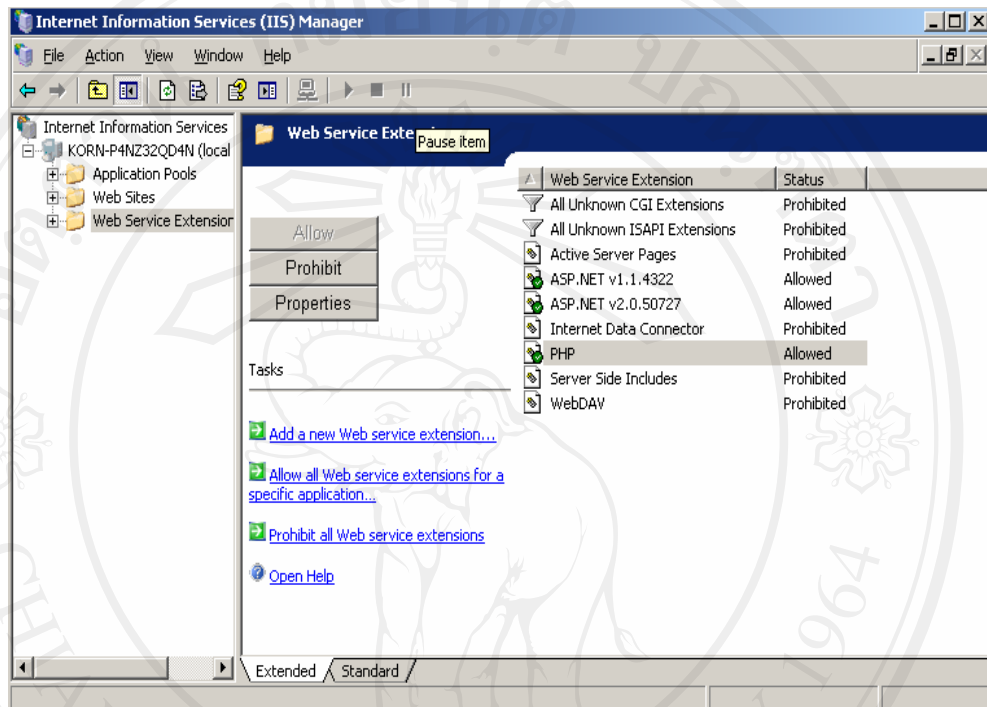 Internet Information Services (IIS) Manager
File Action View Window Help
Internet Information Services
KORN-P4NZ32QD4N (local
Application Pools
Web Sites
Web Service Extension
Web Service Exte
Pause item
Allow
Prohibit
Properties
Tasks
Add a new Web service extension...
Allow all Web service extensions for a
specific application...
Prohibit all Web service extensions
Open Help
Web Service Extension Status
All Unknown CGI Extensions Prohibited
All Unknown ISAPI Extensions Prohibited
Active Server Pages Prohibited
ASP.NET v1.1.4322 Allowed
ASP.NET v2.0.50727 Allowed
Internet Data Connector Prohibited
PHP Allowed
Server Side Includes Prohibited
WebDAV Prohibited
Extended Standard
1964